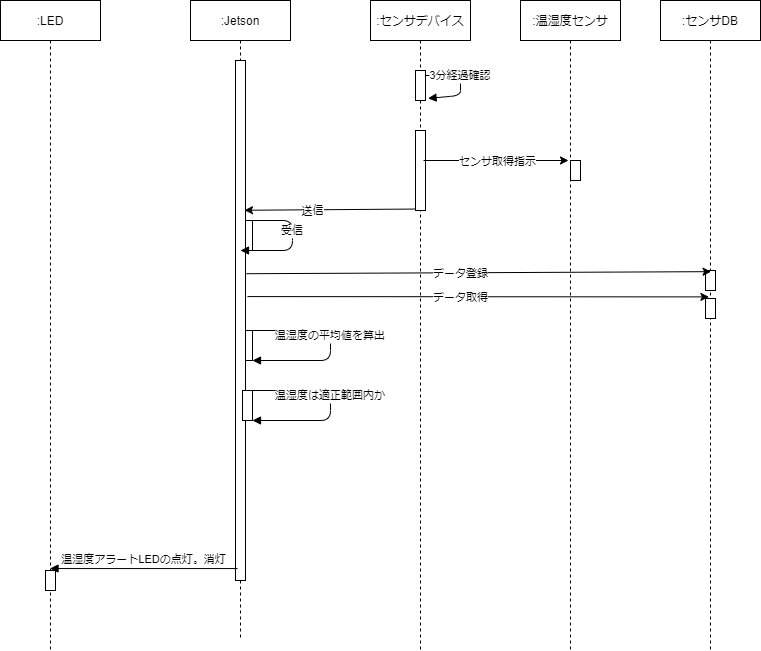 :LED
:Jetson
:センサデバイス
:温湿度センサ
:センサDB
3分経過確認
センサ取得指示
送信
受信
データ登録
データ取得
温湿度の平均値を算出
温湿度は適正範囲内か
温湿度アラートLEDの点灯。消灯